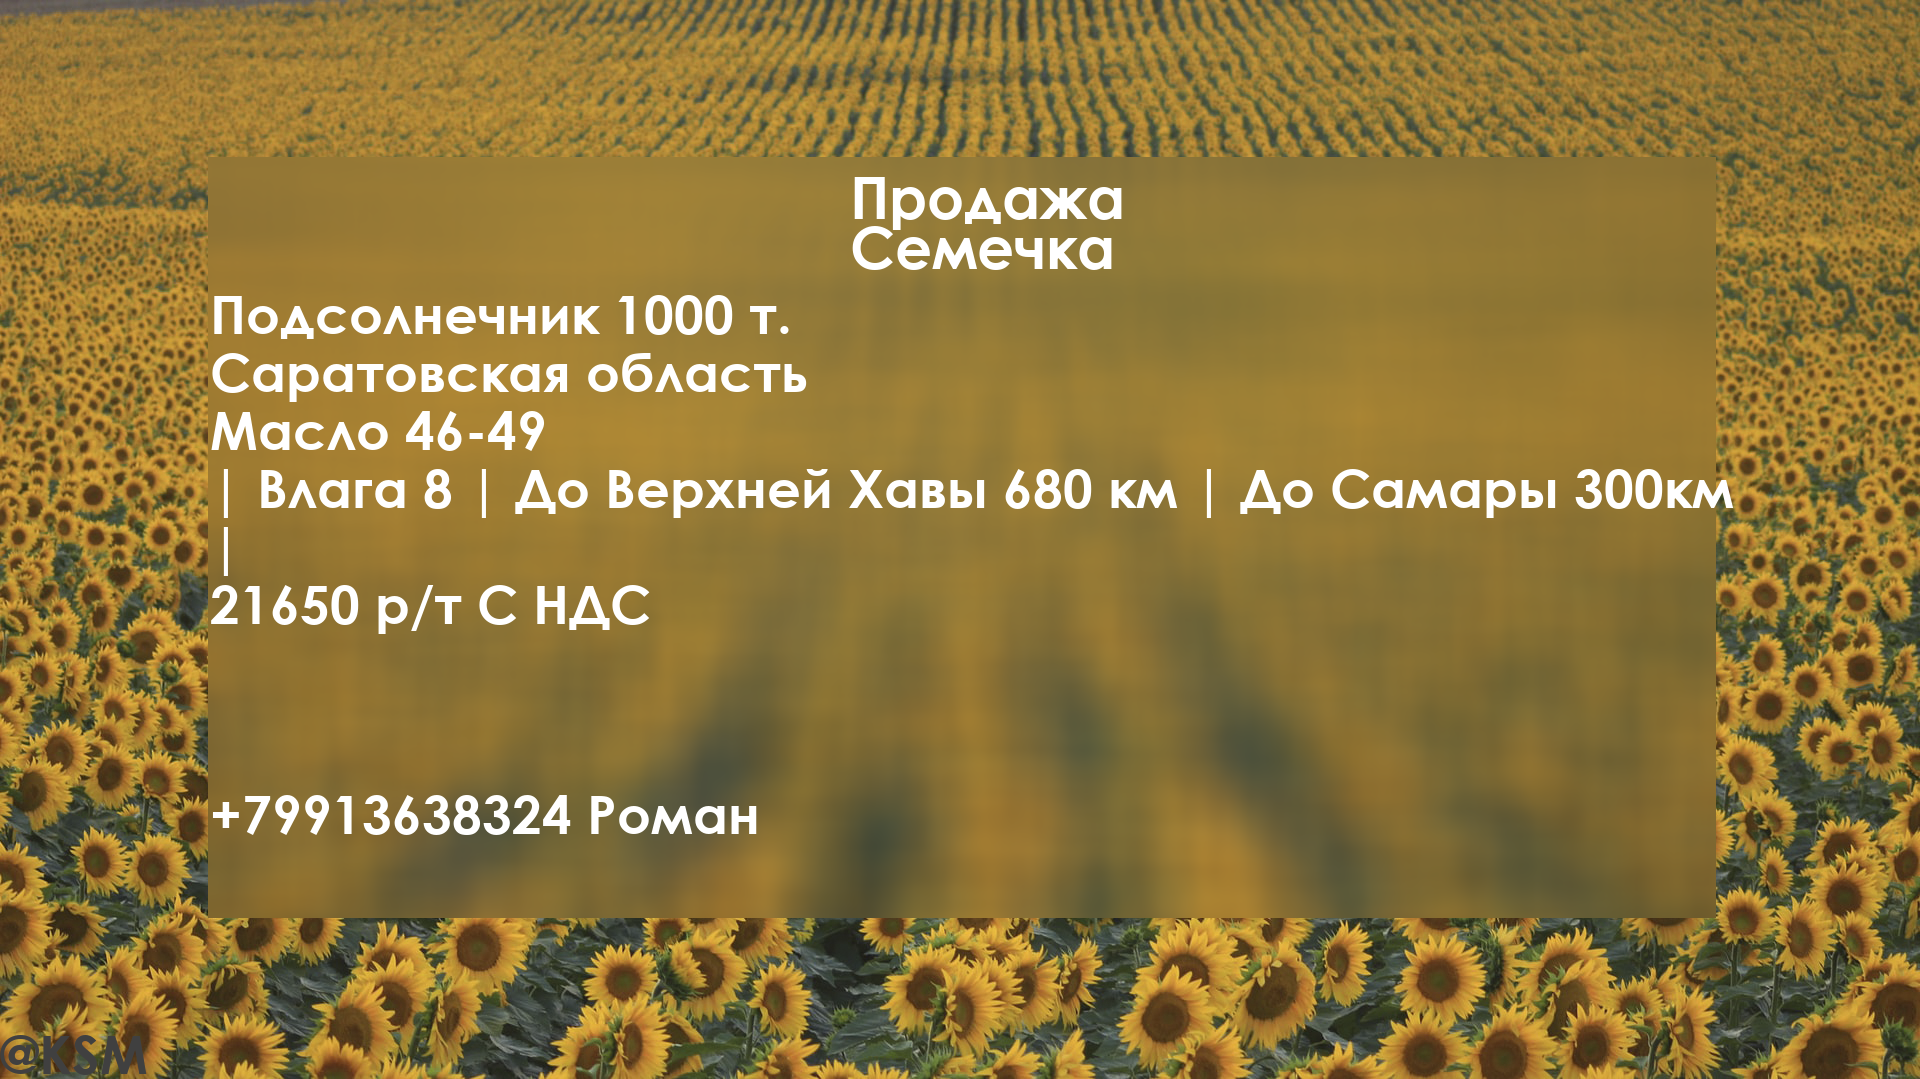 Продажа
Семечка
Подсолнечник 1000 т.
Саратовская область
Масло 46-49
| Влага 8 | До Верхней Хавы 680 км | До Самары 300км
|
21650 р/т С НДС
+79913638324 Роман
@KSM